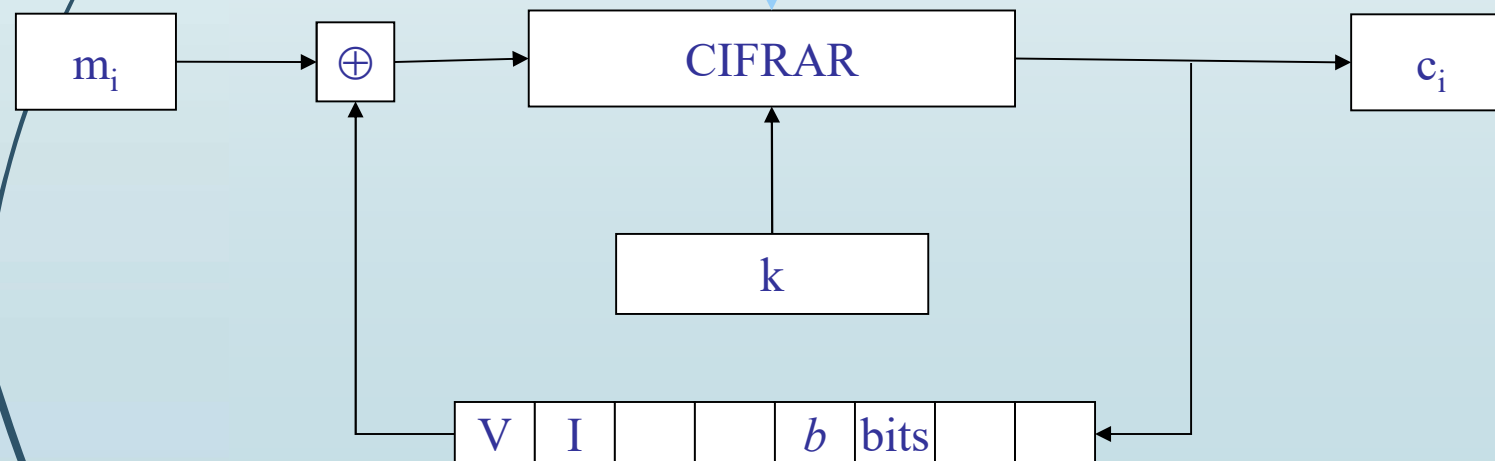 mᵢ ⊕ CIFRAR cᵢ
k
V I b bits